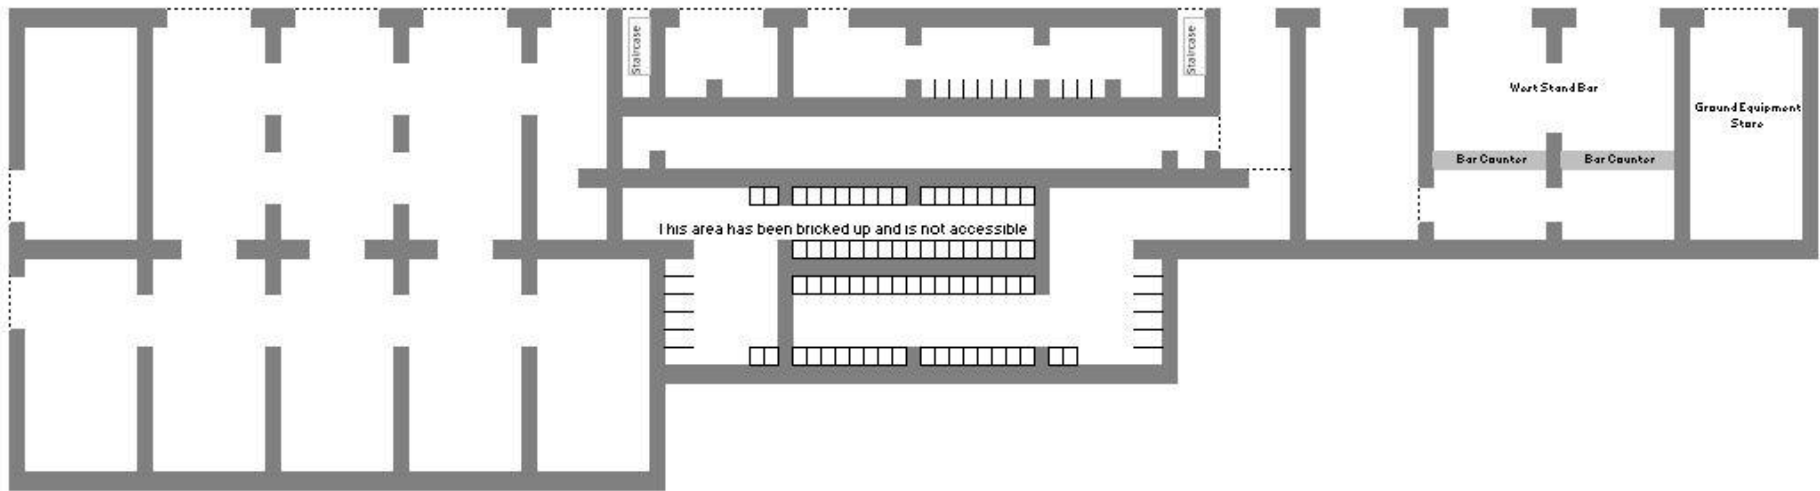 Staircase
Staircase
West Stand Bar
Ground Equipment
Store
Bar Counter
Bar Counter
This area has been bricked up and is not accessible